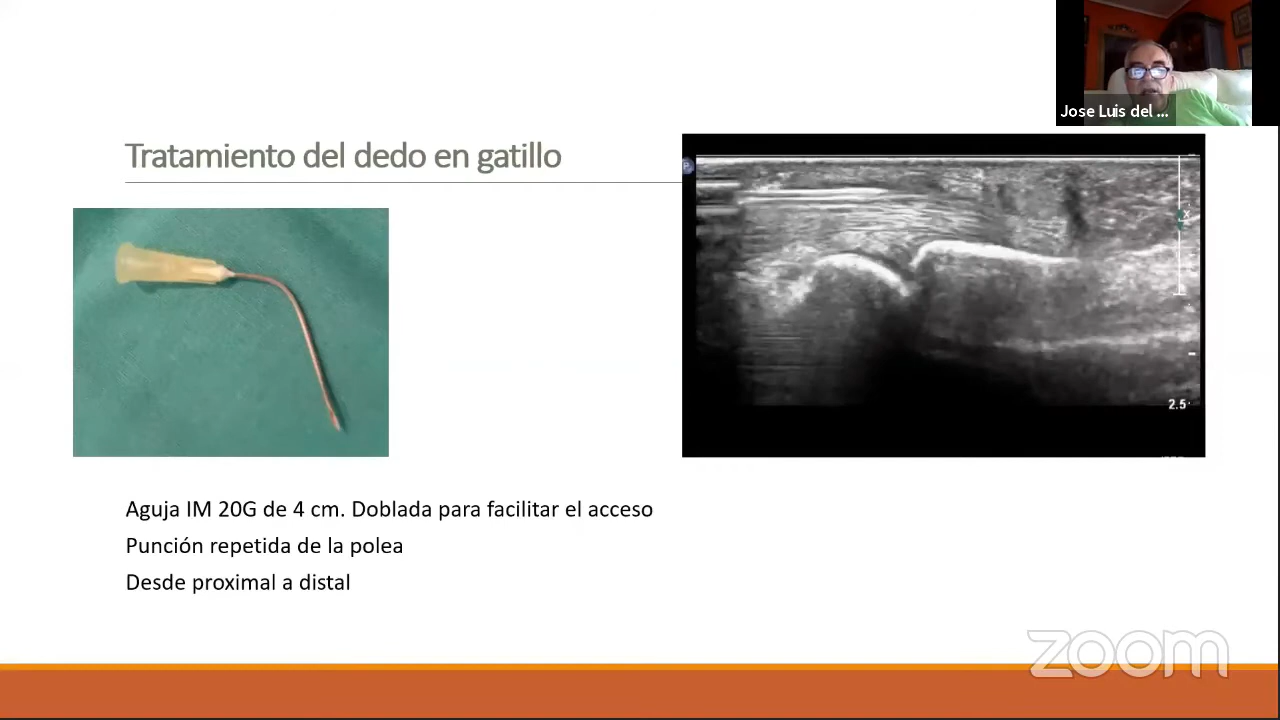 Jose Luis del ...
Tratamiento del dedo en gatillo
P
X
2.5
Aguja IM 20G de 4 cm. Doblada para facilitar el acceso
Punción repetida de la polea
Desde proximal a distal
zoom